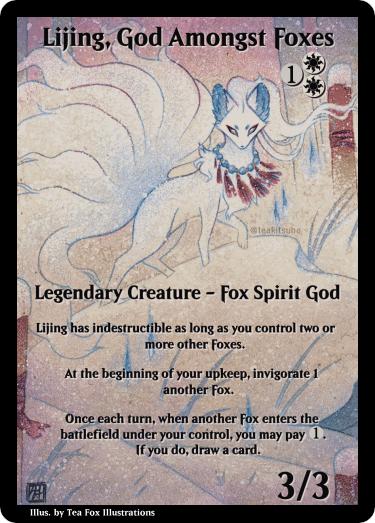 Lijing, God Amongst Foxes
1
@teakitsune
Legendary Creature – Fox Spirit God
Lijing has indestructible as long as you control two or
more other Foxes.
At the beginning of your upkeep, invigorate 1
another Fox.
Once each turn, when another Fox enters the
battlefield under your control, you may pay 1.
If you do, draw a card.
3/3
Illus. by Tea Fox Illustrations